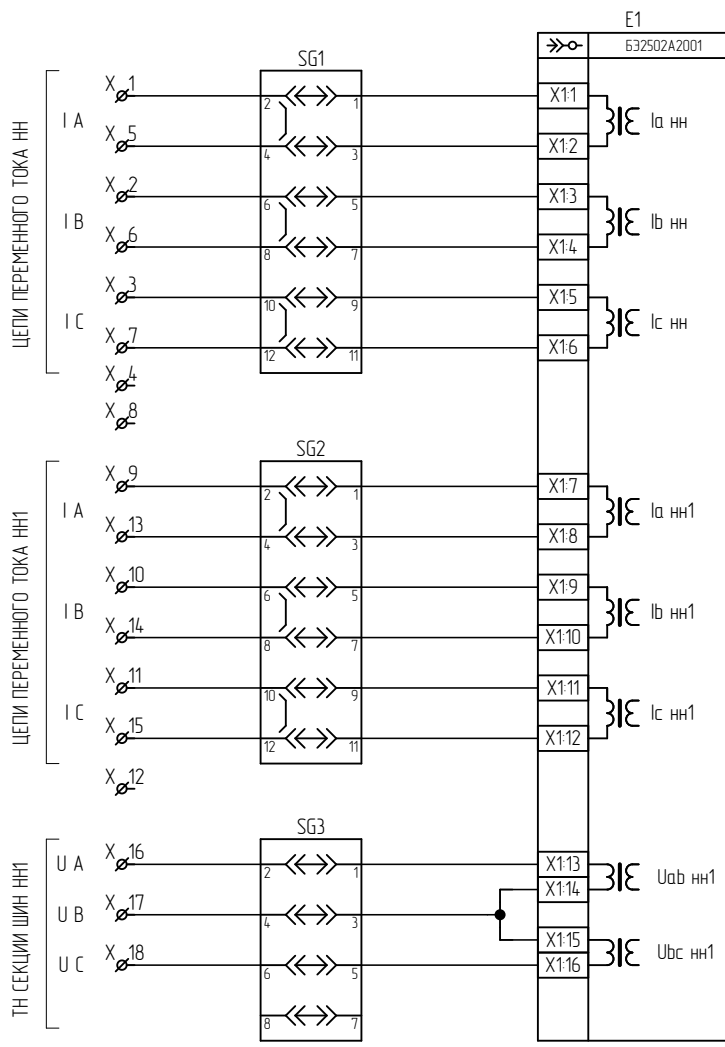 E1
БЭ2502А2001
SG1
ЦЕПИ ПЕРЕМЕННОГО ТОКА НН
I A
X 1
2 1
X1:1
Ia нн
X 5
4 3
X1:2
I B
X 2
6 5
X1:3
Ib нн
X 6
8 7
X1:4
I C
X 3
10 9
X1:5
Ic нн
X 7
12 11
X1:6
X 4
X 8
SG2
ЦЕПИ ПЕРЕМЕННОГО ТОКА НН1
I A
X 9
2 1
X1:7
Ia нн1
X 13
4 3
X1:8
I B
X 10
6 5
X1:9
Ib нн1
X 14
8 7
X1:10
I C
X 11
10 9
X1:11
Ic нн1
X 15
12 11
X1:12
X 12
SG3
ТН СЕКЦИИ ШИН НН1
U A
X 16
2 1
X1:13
Uab нн1
X1:14
U B
X 17
4 3
X1:15
Ubc нн1
U C
X 18
6 5
X1:16
8 7